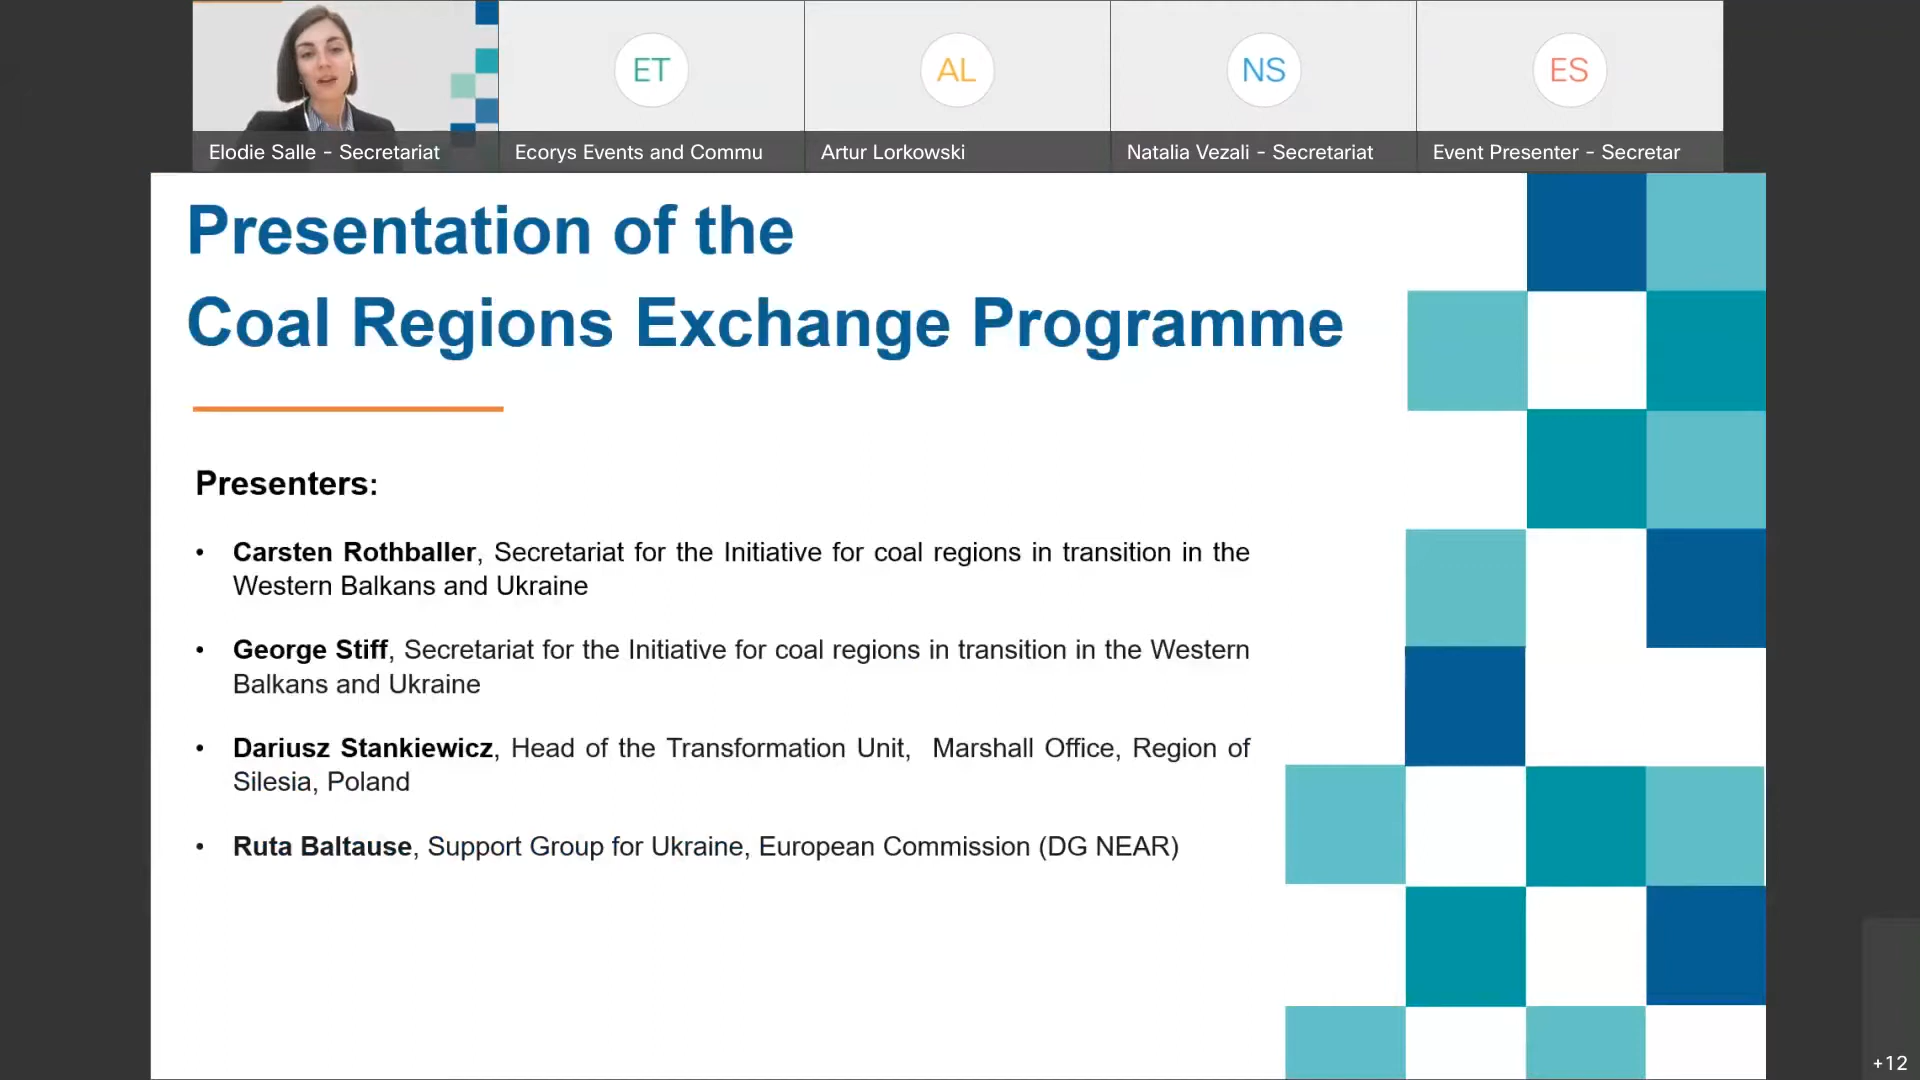 ET
AL
NS
ES
Elodie Salle - Secretariat
Ecorys Events and Commu
Artur Lorkowski
Natalia Vezali - Secretariat
Event Presenter - Secretar
Presentation of the
Coal Regions Exchange Programme
Presenters:
• Carsten Rothballer, Secretariat for the Initiative for coal regions in transition in the
Western Balkans and Ukraine
• George Stiff, Secretariat for the Initiative for coal regions in transition in the Western
Balkans and Ukraine
• Dariusz Stankiewicz, Head of the Transformation Unit, Marshall Office, Region of
Silesia, Poland
• Ruta Baltause, Support Group for Ukraine, European Commission (DG NEAR)
+12